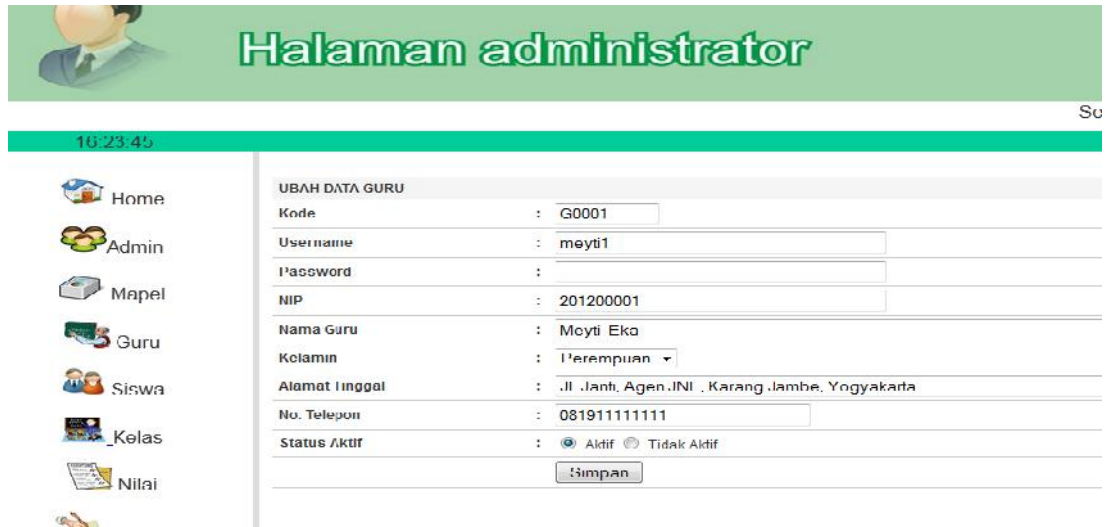 Halaman administrator
16:23:45
Home
Admin
Mapel
Guru
Siswa
Kelas
Nilai
UBAH DATA GURU
Kode : G0001
Username : meyti1
Password :
NIP : 201200001
Nama Guru : Meyti Eka
Kelamin : Perempuan
Alamat Tinggal : Jl. Janti, Agen JNE, Karang Jambe, Yogyakarta
No. Telepon : 081911111111
Status Aktif : Aktif Tidak Aktif
Simpan